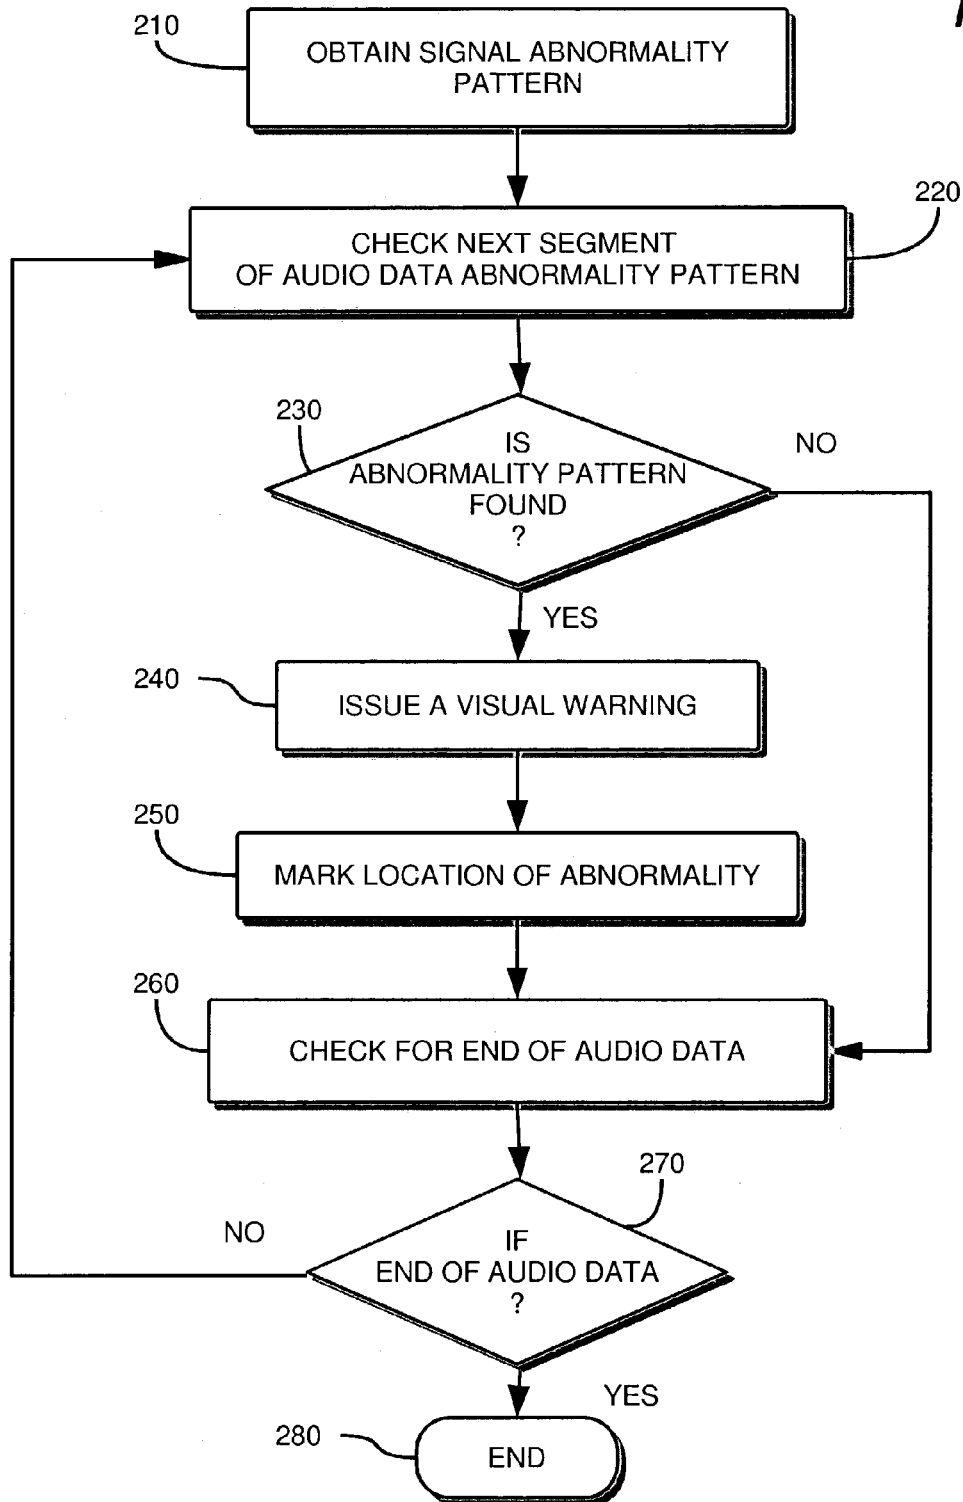 210
OBTAIN SIGNAL ABNORMALITY
PATTERN
220
CHECK NEXT SEGMENT
OF AUDIO DATA ABNORMALITY PATTERN
230
IS
ABNORMALITY PATTERN
FOUND
?
NO
YES
240
ISSUE A VISUAL WARNING
250
MARK LOCATION OF ABNORMALITY
260
CHECK FOR END OF AUDIO DATA
270
NO
IF
END OF AUDIO DATA
?
YES
280
END